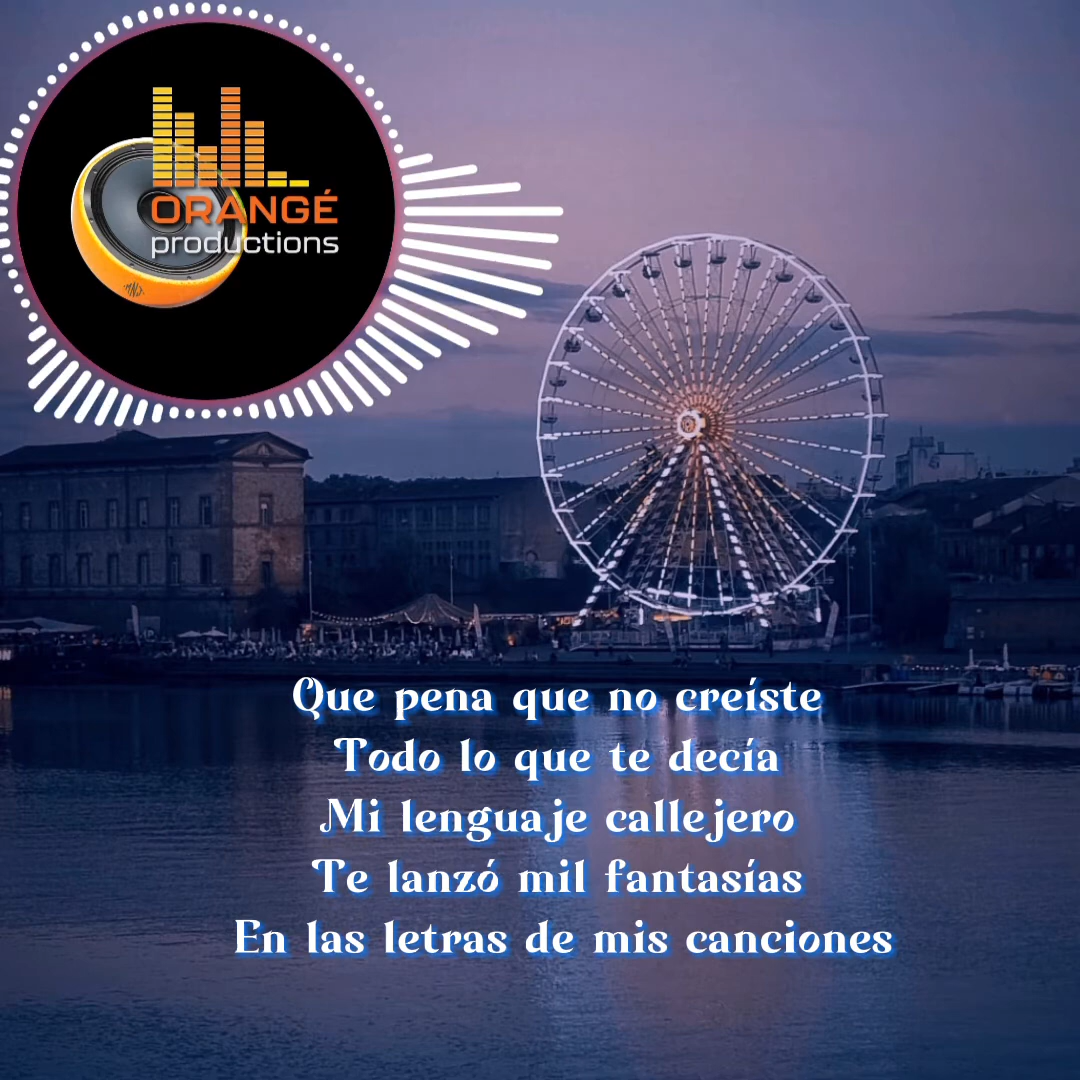 ORANGÉ
productions
Que pena que no creíste
Todo lo que te decía
Mi lenguaje callejero
Te lanzó mil fantasías
En las letras de mis canciones